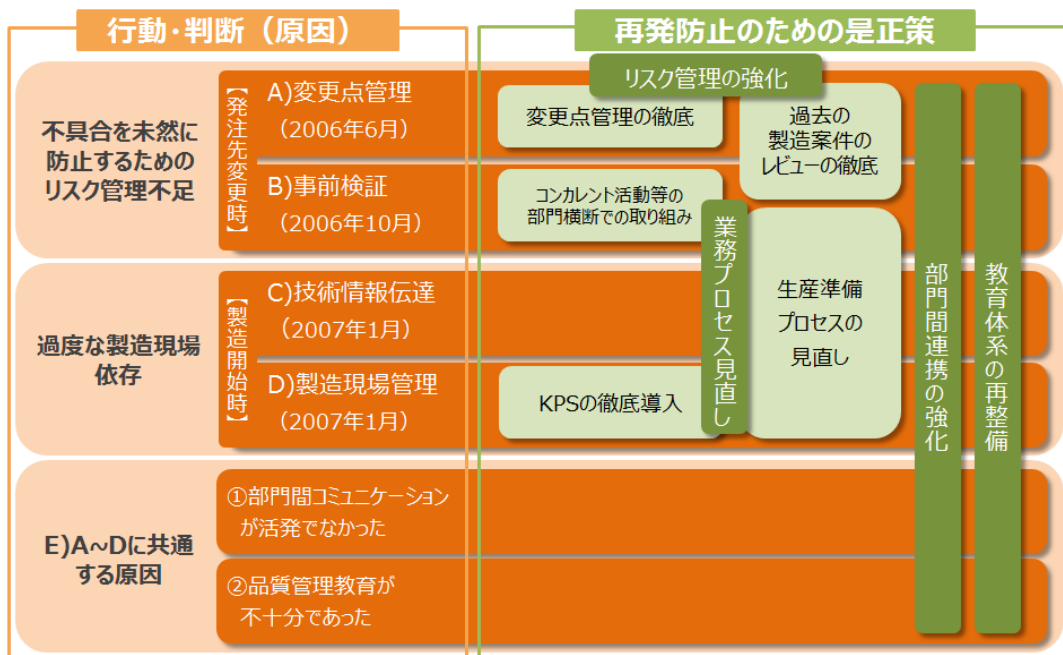 行動・判断（原因）
再発防止のための是正策
不具合を未然に
防止するための
リスク管理不足
【発注先変更時】
A)変更点管理
（2006年6月）
B)事前検証
（2006年10月）
過度な製造現場
依存
【製造開始時】
C)技術情報伝達
（2007年1月）
D)製造現場管理
（2007年1月）
E)A~Dに共通
する原因
①部門間コミュニケーション
が活発でなかった
②品質管理教育が
不十分であった
リスク管理の強化
変更点管理の徹底
過去の
製造案件の
レビューの徹底
コンカレント活動等の
部門横断での取り組み
業務プロセス見直し
生産準備
プロセスの
見直し
KPSの徹底導入
部門間連携の強化
教育体系の再整備